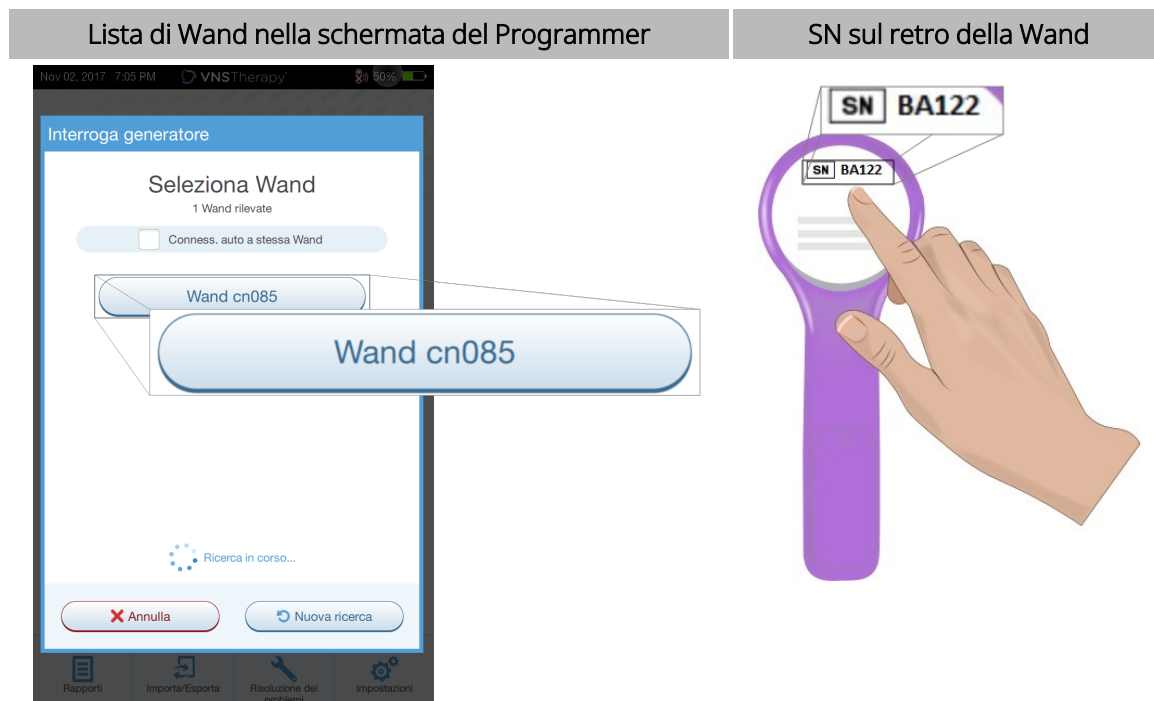 Lista di Wand nella schermata del Programmer
SN sul retro della Wand
Nov 02, 2017 7:05 PM
VNSTherapy
50%
Interroga generatore
Seleziona Wand
1 Wand rilevate
Conness. auto a stessa Wand
Wand cn085
Wand cn085
Ricerca in corso...
Annulla
Nuova ricerca
Rapporti
Importa/Esporta
Risoluzione dei
problemi
Impostazioni
SN BA122
SN BA122